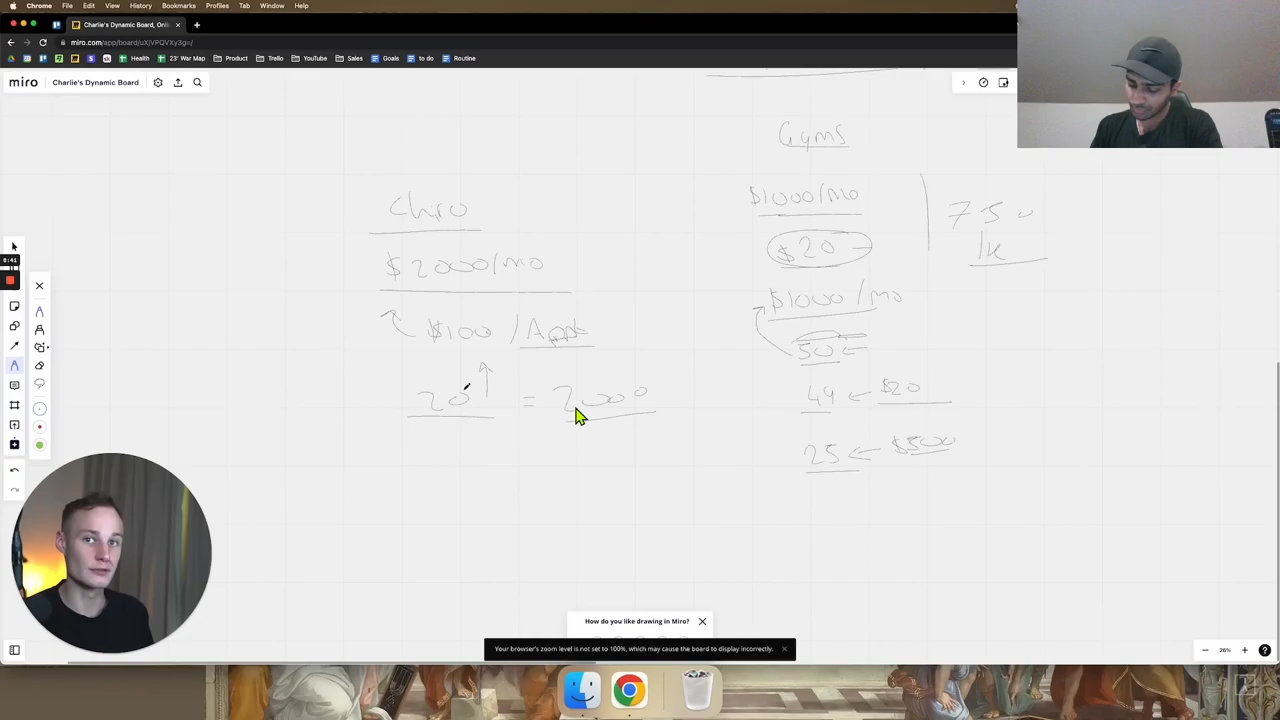 Chrome File Edit View History Bookmarks Profiles Tab Window Help
Charlie's Dynamic Board, Onli
miro.com/app/board/uXjVPQVXy3g=/
Health 23' War Map Product Trello YouTube Sales Goals to do Routine
miro Charlie's Dynamic Board
Gyms
$1000/mo
750
1k
$20
$1000/mo
50
49 ← $20
25 ← $500
Chiro
$2000/mo
$100 / Appt
20 = 2000
8:41
How do you like drawing in Miro?
Your browser's zoom level is not set to 100%, which may cause the board to display incorrectly.
26%